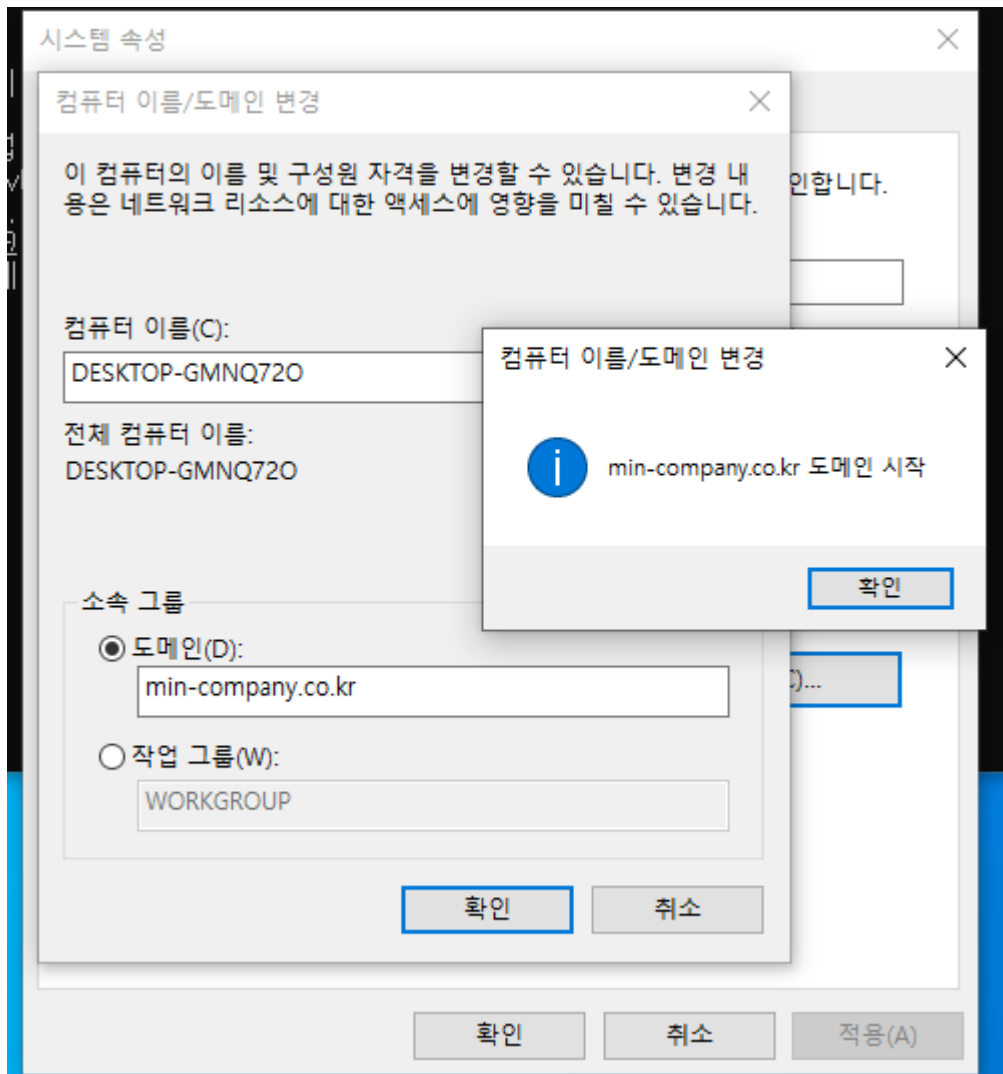 시스템 속성
컴퓨터 이름/도메인 변경
이 컴퓨터의 이름 및 구성원 자격을 변경할 수 있습니다. 변경 내
용은 네트워크 리소스에 대한 액세스에 영향을 미칠 수 있습니다.
인합니다.
컴퓨터 이름(C):
DESKTOP-GMNQ72O
전체 컴퓨터 이름:
DESKTOP-GMNQ72O
컴퓨터 이름/도메인 변경
min-company.co.kr 도메인 시작
확인
소속 그룹
도메인(D):
min-company.co.kr
)...
작업 그룹(W):
WORKGROUP
확인 취소
확인 취소 적용(A)